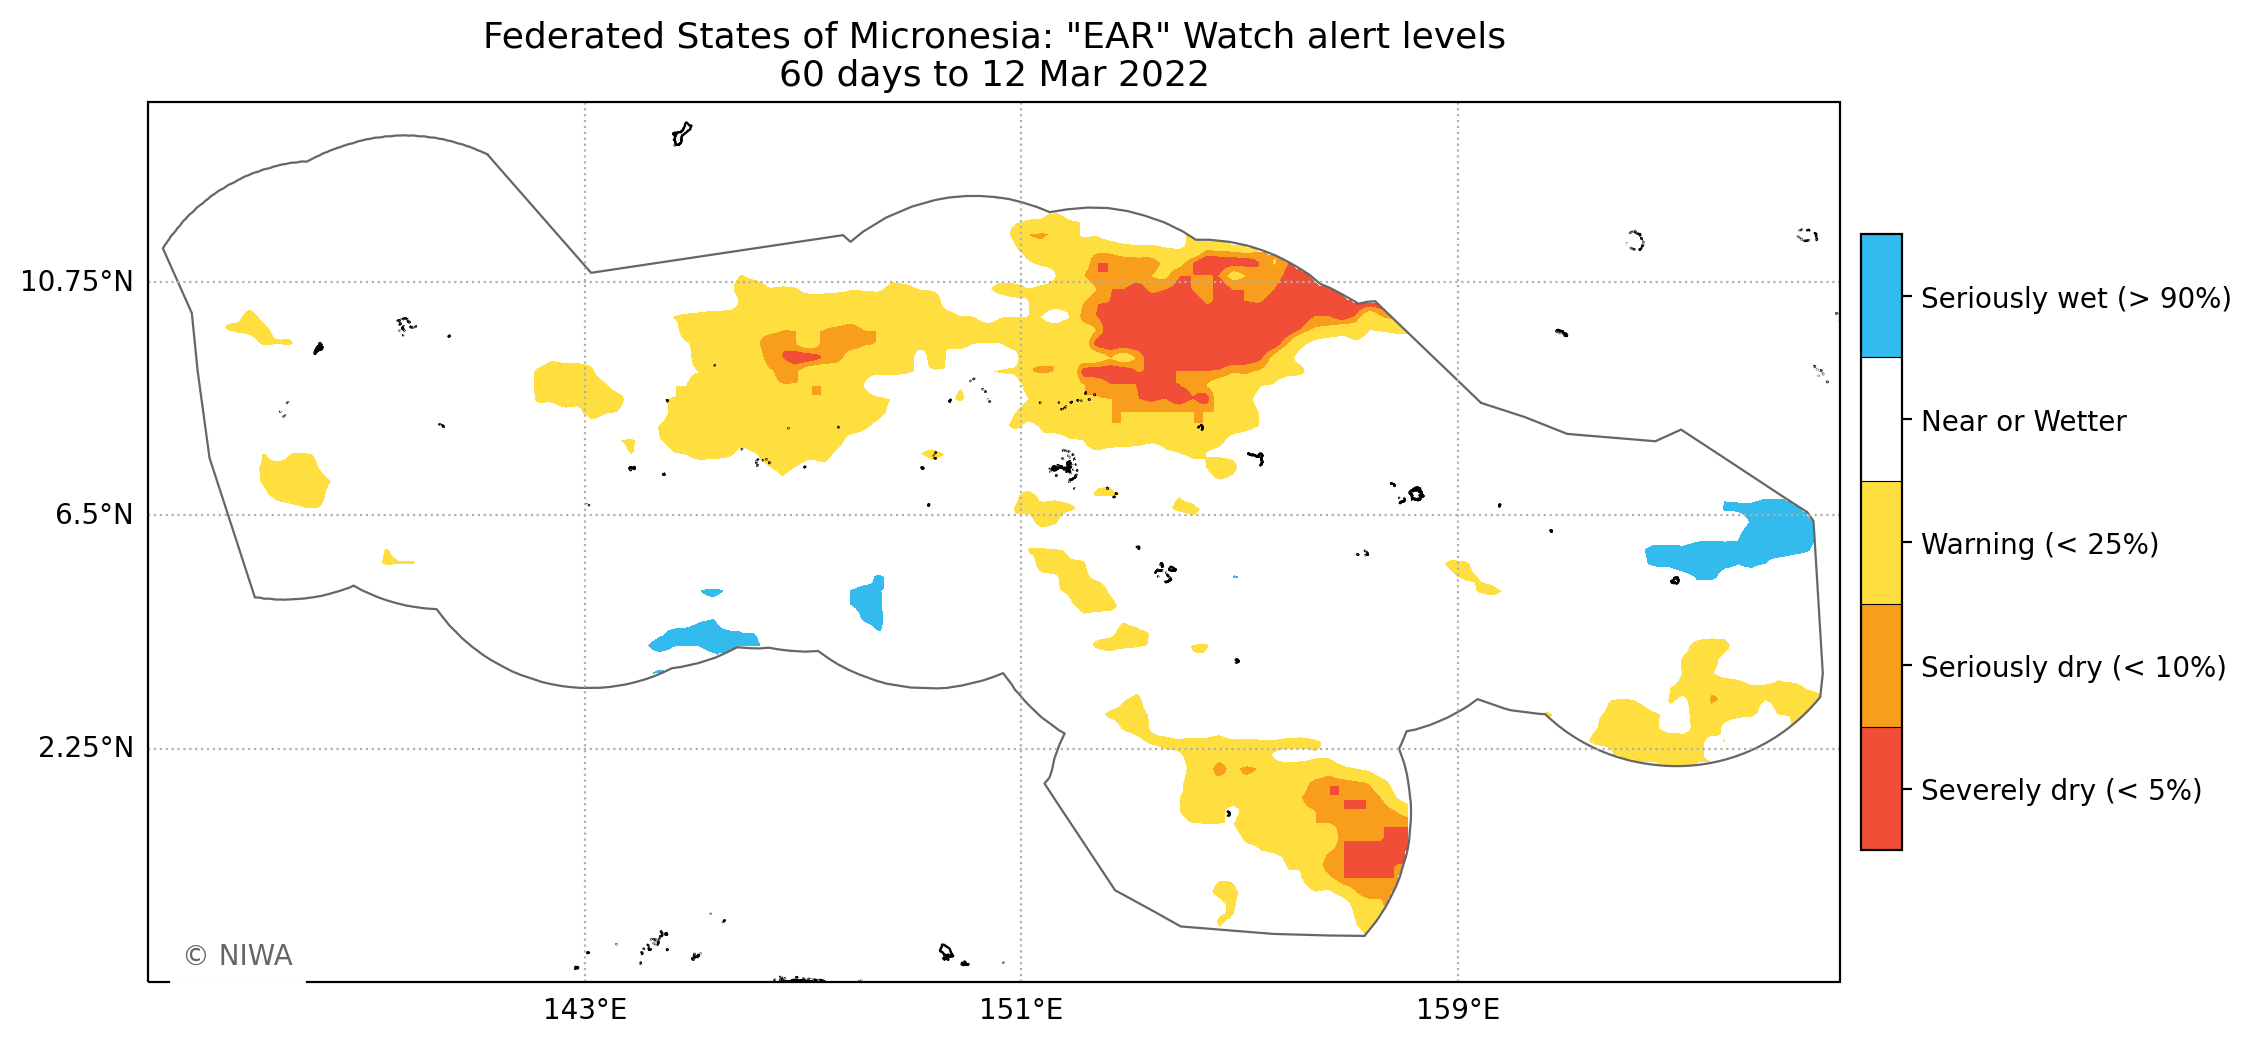 Federated States of Micronesia: "EAR" Watch alert levels
60 days to 12 Mar 2022
10.75°N
6.5°N
2.25°N
143°E
151°E
159°E
© NIWA
Seriously wet (> 90%)
Near or Wetter
Warning (< 25%)
Seriously dry (< 10%)
Severely dry (< 5%)